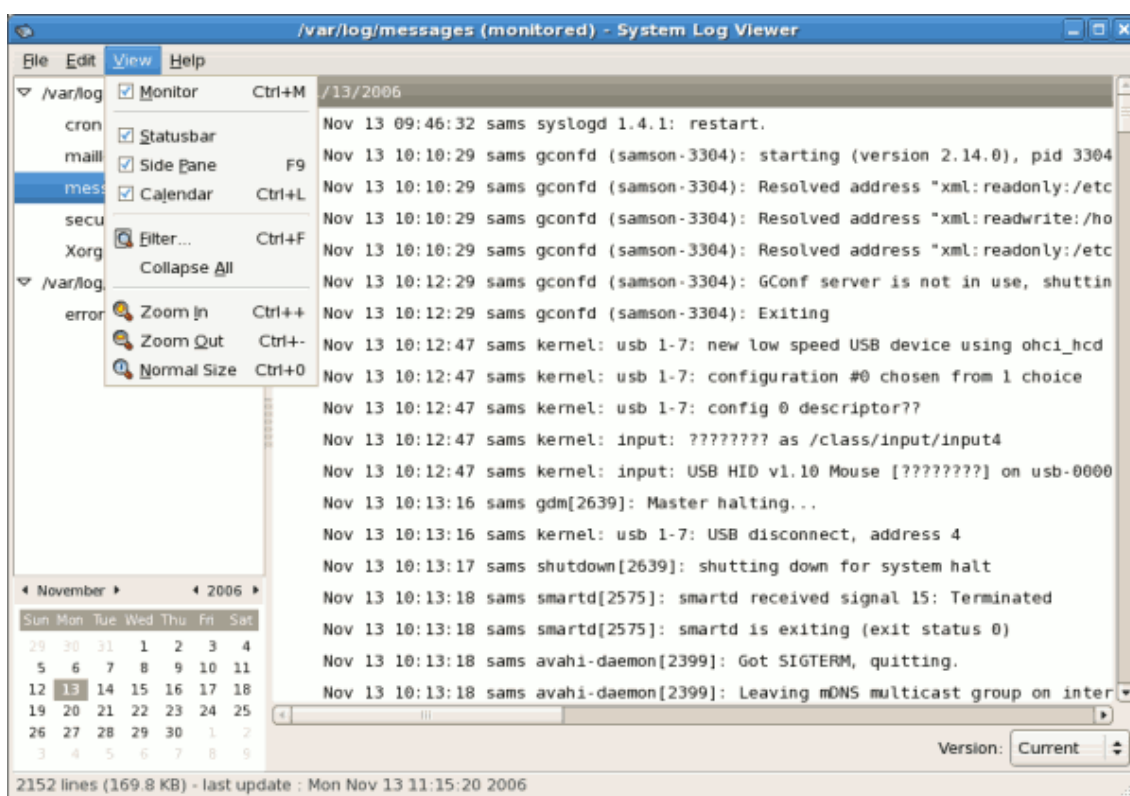 /var/log/messages (monitored) - System Log Viewer
File Edit View Help
/var/log
cron
maill
mess
secu
Xorg
/var/log
error
Monitor Ctrl+M
Statusbar
Side Pane F9
Calendar Ctrl+L
Filter... Ctrl+F
Collapse All
Zoom In Ctrl++
Zoom Out Ctrl+-
Normal Size Ctrl+0
/13/2006
Nov 13 09:46:32 sams syslogd 1.4.1: restart.
Nov 13 10:10:29 sams gconfd (samson-3304): starting (version 2.14.0), pid 3304
Nov 13 10:10:29 sams gconfd (samson-3304): Resolved address "xml:readonly:/etc
Nov 13 10:10:29 sams gconfd (samson-3304): Resolved address "xml:readwrite:/ho
Nov 13 10:10:29 sams gconfd (samson-3304): Resolved address "xml:readonly:/etc
Nov 13 10:12:29 sams gconfd (samson-3304): GConf server is not in use, shuttin
Nov 13 10:12:29 sams gconfd (samson-3304): Exiting
Nov 13 10:12:47 sams kernel: usb 1-7: new low speed USB device using ohci_hcd
Nov 13 10:12:47 sams kernel: usb 1-7: configuration #0 chosen from 1 choice
Nov 13 10:12:47 sams kernel: usb 1-7: config 0 descriptor??
Nov 13 10:12:47 sams kernel: input: ???????? as /class/input/input4
Nov 13 10:12:47 sams kernel: input: USB HID v1.10 Mouse [????????] on usb-0000
Nov 13 10:13:16 sams gdm[2639]: Master halting...
Nov 13 10:13:16 sams kernel: usb 1-7: USB disconnect, address 4
Nov 13 10:13:17 sams shutdown[2639]: shutting down for system halt
Nov 13 10:13:18 sams smartd[2575]: smartd received signal 15: Terminated
Nov 13 10:13:18 sams smartd[2575]: smartd is exiting (exit status 0)
Nov 13 10:13:18 sams avahi-daemon[2399]: Got SIGTERM, quitting.
Nov 13 10:13:18 sams avahi-daemon[2399]: Leaving mDNS multicast group on inter
November 2006
Sun Mon Tue Wed Thu Fri Sat
29 30 31 1 2 3 4
5 6 7 8 9 10 11
12 13 14 15 16 17 18
19 20 21 22 23 24 25
26 27 28 29 30 1 2
3 4 5 6 7 8 9
Version: Current
2152 lines (169.8 KB) - last update : Mon Nov 13 11:15:20 2006